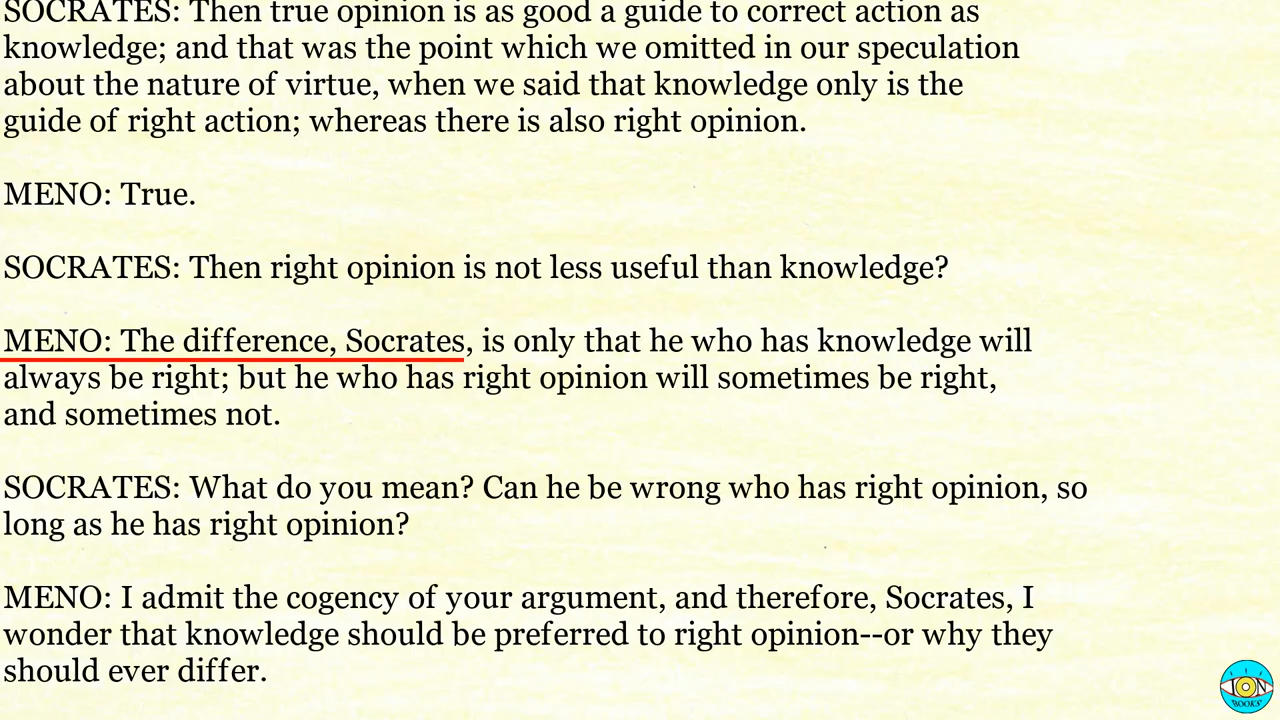 SOCRATES: Then true opinion is as good a guide to correct action as
knowledge; and that was the point which we omitted in our speculation
about the nature of virtue, when we said that knowledge only is the
guide of right action; whereas there is also right opinion.
MENO: True.
SOCRATES: Then right opinion is not less useful than knowledge?
MENO: The difference, Socrates, is only that he who has knowledge will
always be right; but he who has right opinion will sometimes be right,
and sometimes not.
SOCRATES: What do you mean? Can he be wrong who has right opinion, so
long as he has right opinion?
MENO: I admit the cogency of your argument, and therefore, Socrates, I
wonder that knowledge should be preferred to right opinion--or why they
should ever differ.
ION
BOOKS